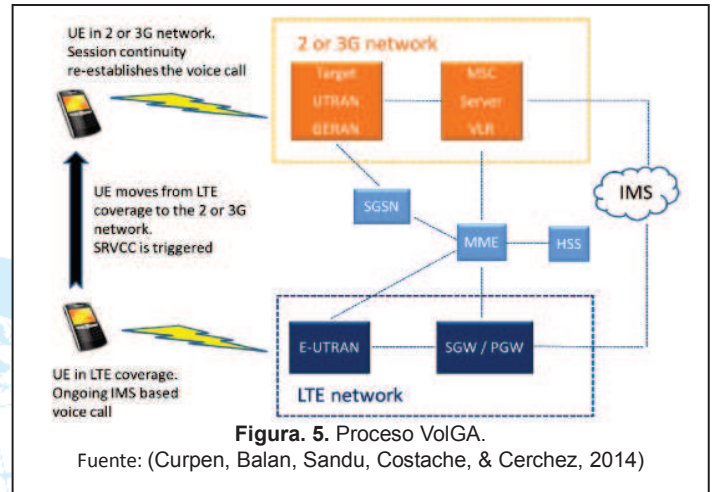 UE in 2 or 3G network.
Session continuity
re-establishes the voice call
2 or 3G network
Target
UTRAN
GERAN
MSC
Server
VLR
UE moves from LTE
coverage to the 2 or 3G
network.
SRVCC is triggered
SGSN
MME
HSS
IMS
E-UTRAN
SGW / PGW
LTE network
UE in LTE coverage.
Ongoing IMS based
voice call
Figura. 5. Proceso VolGA.
Fuente: (Curpen, Balan, Sandu, Costache, & Cerchez, 2014)